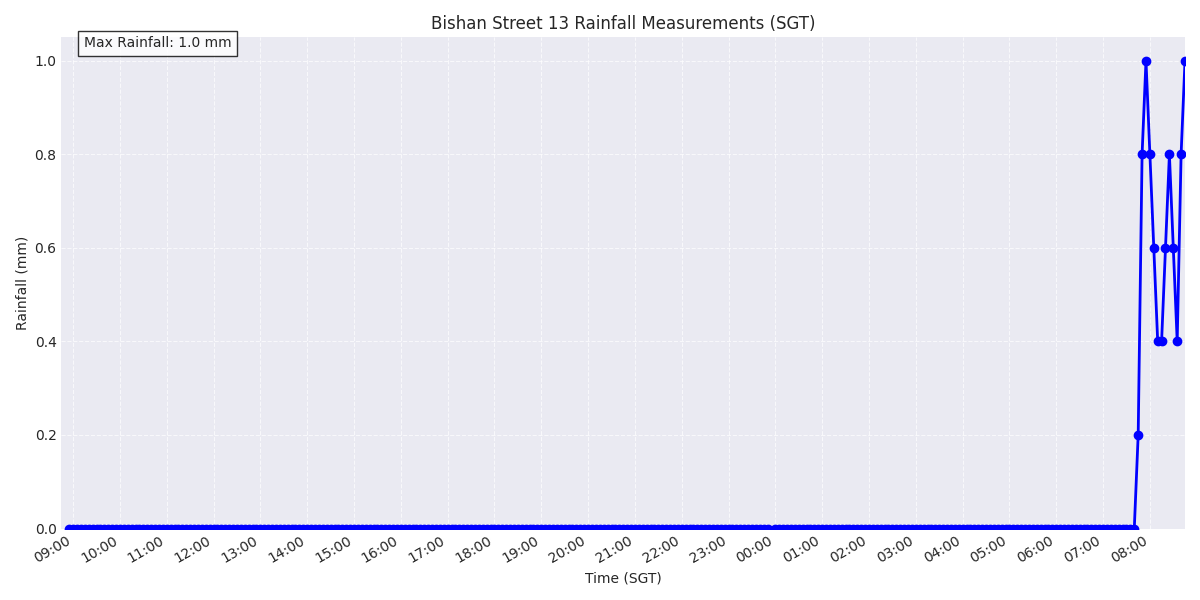 Bishan Street 13 Rainfall Measurements (SGT)
Max Rainfall: 1.0 mm
1.0
0.8
0.6
0.4
0.2
0.0
Rainfall (mm)
09:00 10:00 11:00 12:00 13:00 14:00 15:00 16:00 17:00 18:00 19:00 20:00 21:00 22:00 23:00 00:00 01:00 02:00 03:00 04:00 05:00 06:00 07:00 08:00
Time (SGT)